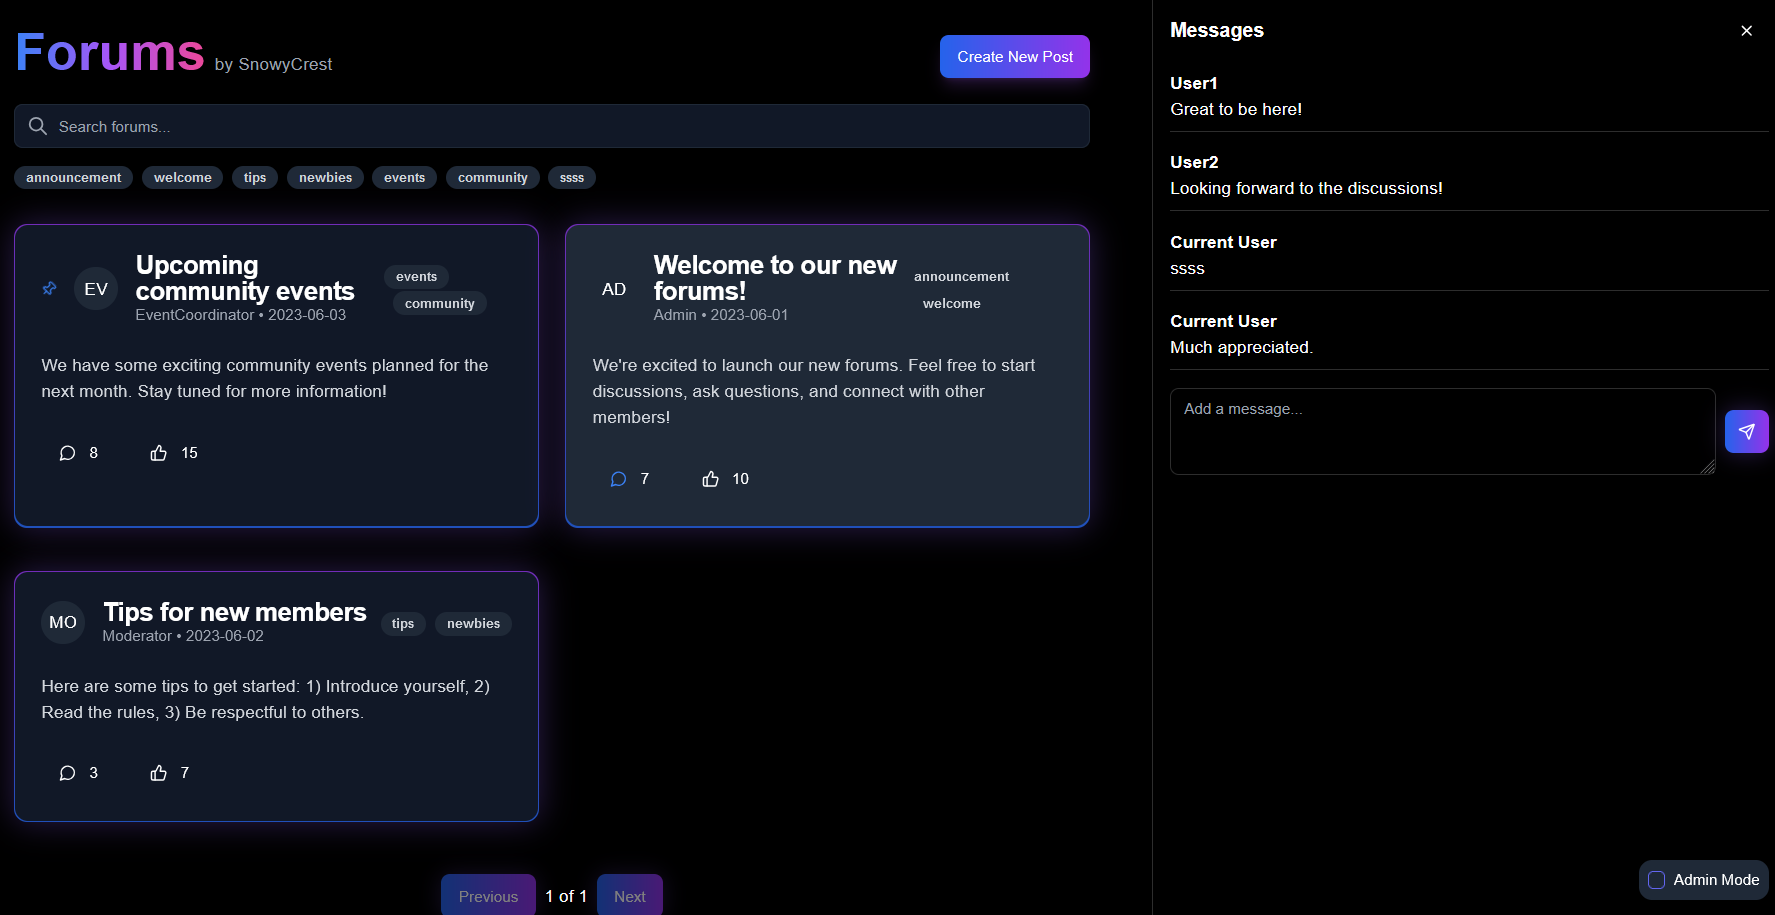 Forums by SnowyCrest
Create New Post
Search forums...
announcement welcome tips newbies events community ssss
EV
Upcoming
community events
EventCoordinator • 2023-06-03
events
community
We have some exciting community events planned for the
next month. Stay tuned for more information!
8 15
AD
Welcome to our new
forums!
Admin • 2023-06-01
announcement
welcome
We're excited to launch our new forums. Feel free to start
discussions, ask questions, and connect with other
members!
7 10
MO
Tips for new members
Moderator • 2023-06-02
tips newbies
Here are some tips to get started: 1) Introduce yourself, 2)
Read the rules, 3) Be respectful to others.
3 7
Previous 1 of 1 Next
Messages
User1
Great to be here!
User2
Looking forward to the discussions!
Current User
ssss
Current User
Much appreciated.
Add a message...
Admin Mode